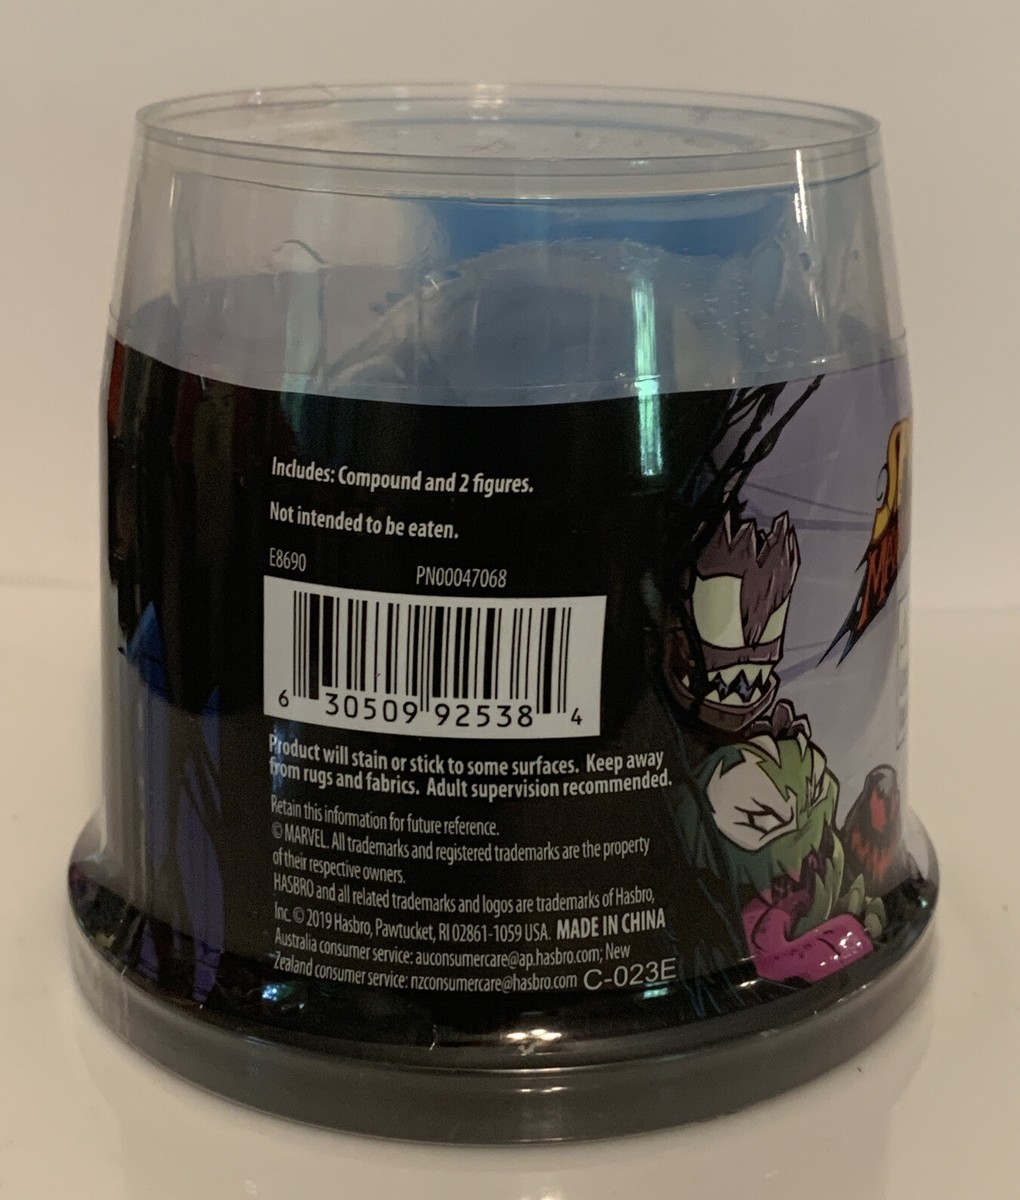 Includes: Compound and 2 figures.
Not intended to be eaten.
E8690 PN00047068
6 30509 92538 4
Product will stain or stick to some surfaces. Keep away
from rugs and fabrics. Adult supervision recommended.
Retain this information for future reference.
© MARVEL. All trademarks and registered trademarks are the property
of their respective owners.
HASBRO and all related trademarks and logos are trademarks of Hasbro,
Inc. © 2019 Hasbro, Pawtucket, RI 02861-1059 USA. MADE IN CHINA
Australia consumer service: auconsumercare@ap.hasbro.com; New
Zealand consumer service: nzconsumercare@hasbro.com C-023E